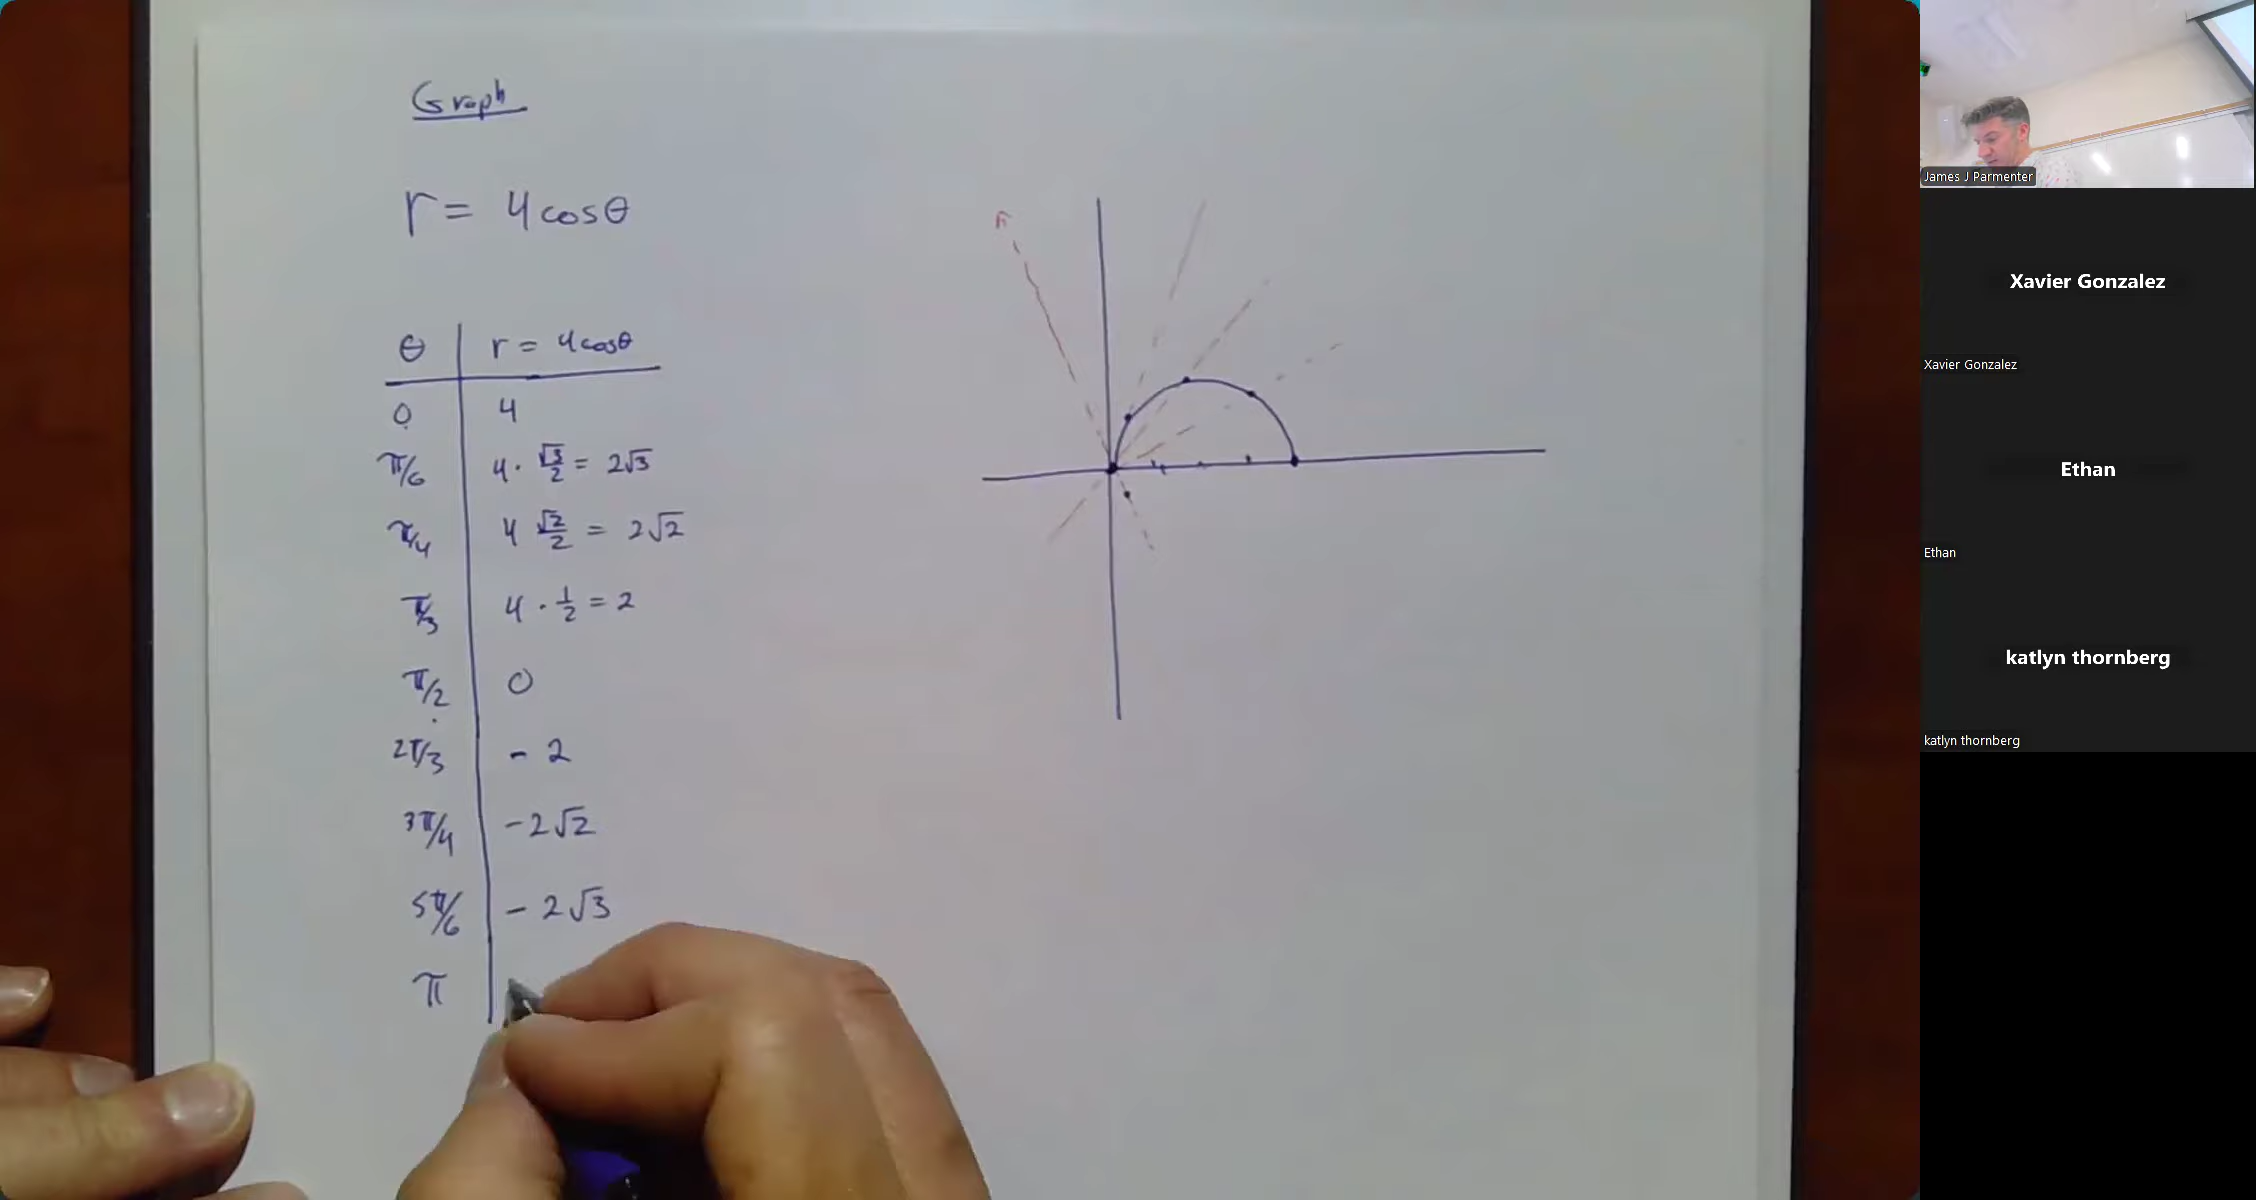 Graph
r = 4cosθ
θ r = 4cosθ
0 4
π/6 4 · √3/2 = 2√3
π/4 4 √2/2 = 2√2
π/3 4 · 1/2 = 2
π/2 0
2π/3 - 2
3π/4 -2√2
5π/6 - 2√3
π
James J Parmenter
Xavier Gonzalez
Xavier Gonzalez
Ethan
Ethan
katlyn thornberg
katlyn thornberg